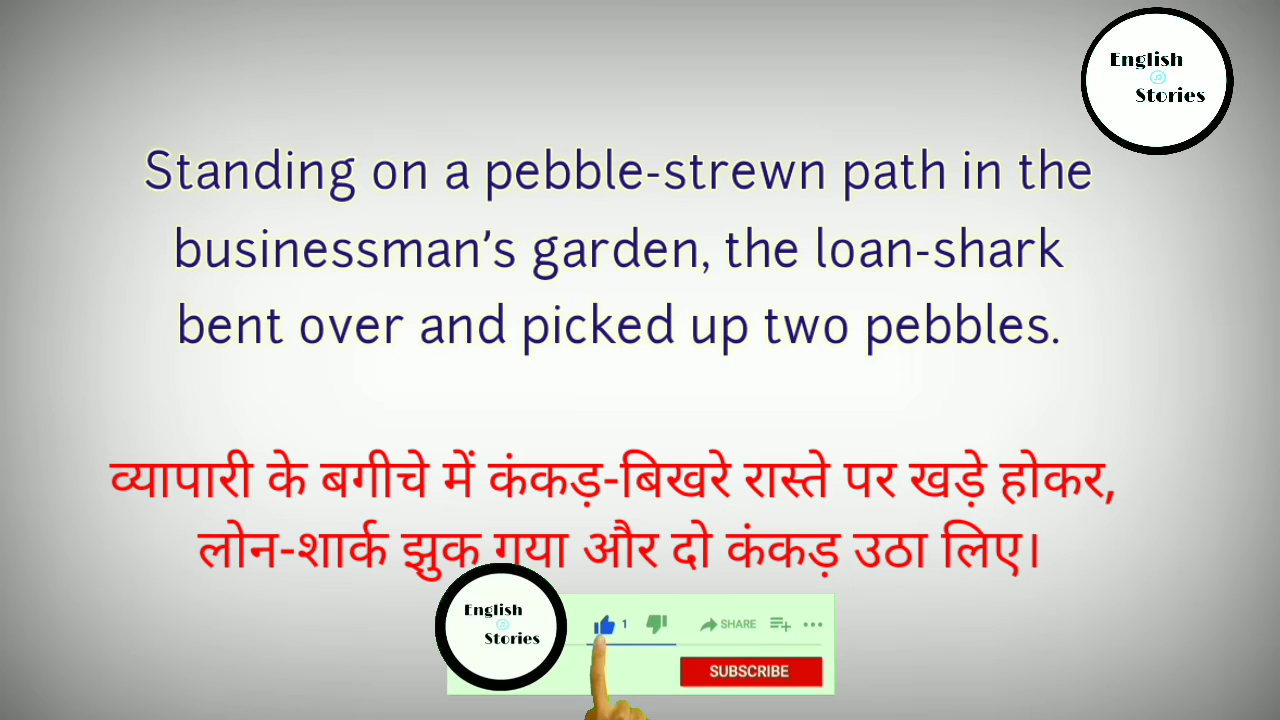 English
Stories
Standing on a pebble-strewn path in the
businessman's garden, the loan-shark
bent over and picked up two pebbles.
व्यापारी के बगीचे में कंकड़-बिखरे रास्ते पर खड़े होकर,
लोन-शार्क झुक गया और दो कंकड़ उठा लिए।
English
Stories
1 SHARE
SUBSCRIBE